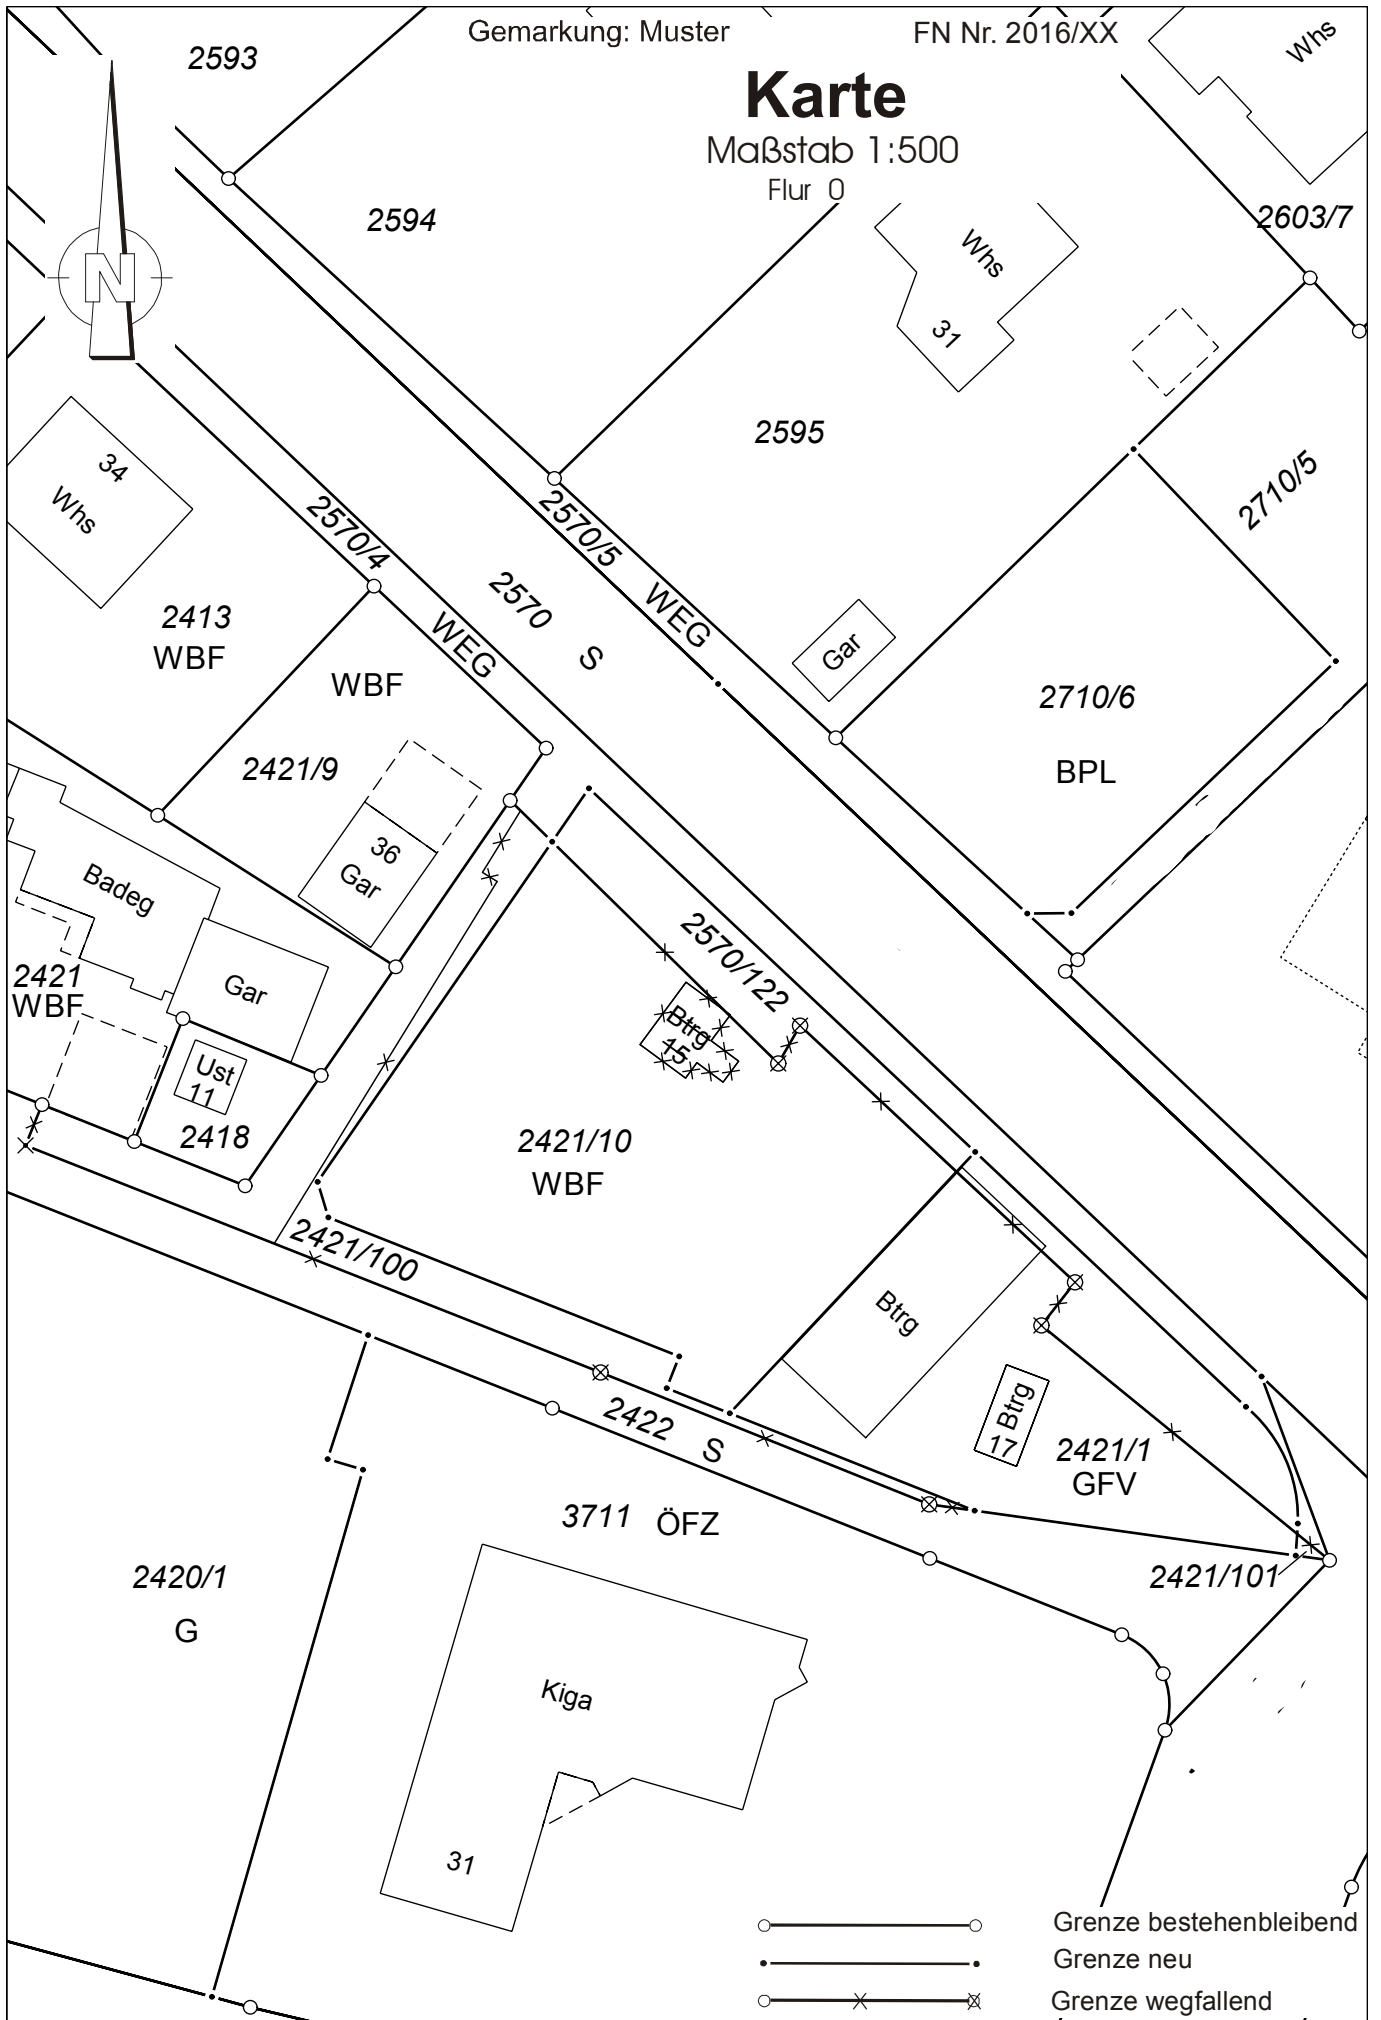 Gemarkung: Muster
FN Nr. 2016/XX
Karte
Maßstab 1:500
Flur 0
2593
Whs
2594
2603/7
Whs
31
N
2595
34
Whs
2710/5
2570/4
2570/5
2570
S
WEG
WEG
2413
WBF
Gar
WBF
2710/6
2421/9
BPL
36
Gar
Badeg
2570/122
2421
WBF
Gar
Btrg
15
Ust
11
2418
2421/10
WBF
2421/100
Btrg
2422
S
Btrg
17
2421/1
GFV
3711 ÖFZ
2420/1
G
2421/101
Kiga
31
Grenze bestehenbleibend
Grenze neu
Grenze wegfallend